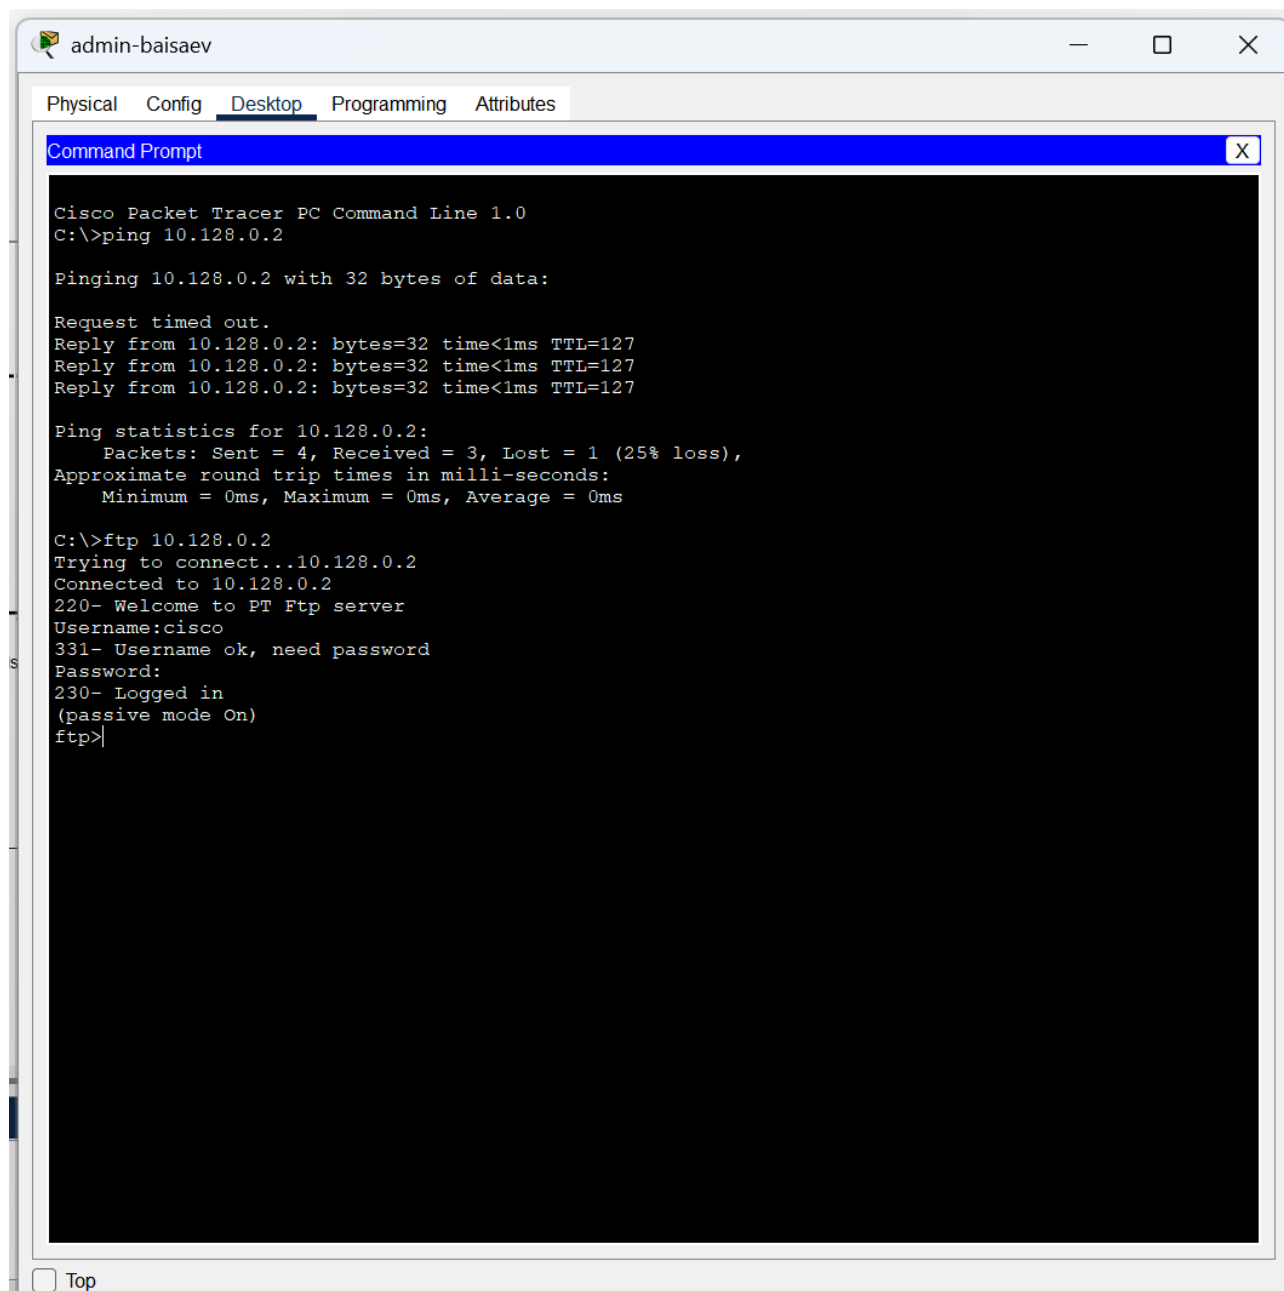 admin-baisaev
Physical Config Desktop Programming Attributes
Command Prompt X
Cisco Packet Tracer PC Command Line 1.0
C:\>ping 10.128.0.2
Pinging 10.128.0.2 with 32 bytes of data:
Request timed out.
Reply from 10.128.0.2: bytes=32 time<1ms TTL=127
Reply from 10.128.0.2: bytes=32 time<1ms TTL=127
Reply from 10.128.0.2: bytes=32 time<1ms TTL=127
Ping statistics for 10.128.0.2:
    Packets: Sent = 4, Received = 3, Lost = 1 (25% loss),
Approximate round trip times in milli-seconds:
    Minimum = 0ms, Maximum = 0ms, Average = 0ms
C:\>ftp 10.128.0.2
Trying to connect...10.128.0.2
Connected to 10.128.0.2
220- Welcome to PT Ftp server
Username:cisco
331- Username ok, need password
Password:
230- Logged in
(passive mode On)
ftp>
Top